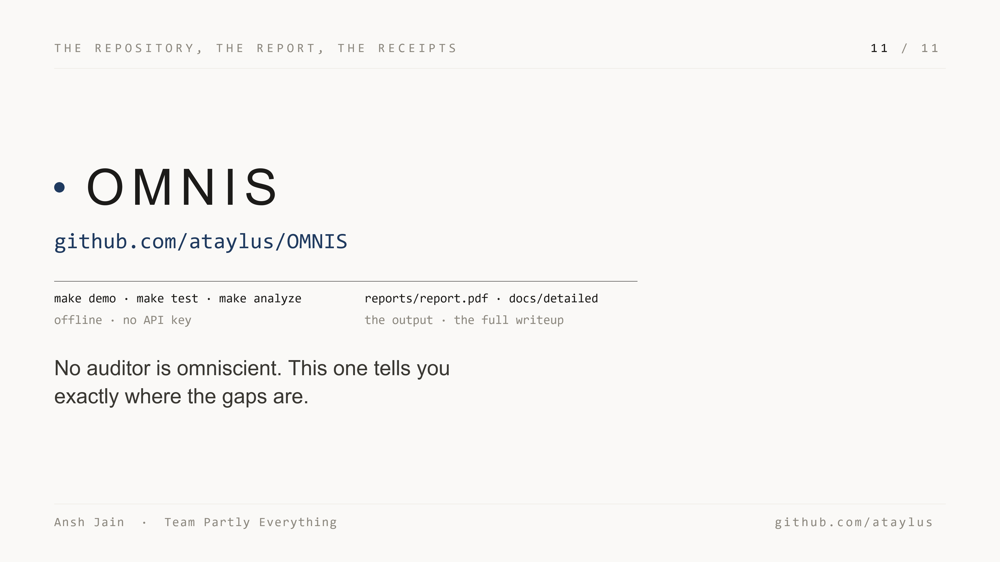 THE REPOSITORY, THE REPORT, THE RECEIPTS
11 / 11
OMNIS
github.com/ataylus/OMNIS
make demo · make test · make analyze
offline · no API key
reports/report.pdf · docs/detailed
the output · the full writeup
No auditor is omniscient. This one tells you
exactly where the gaps are.
Ansh Jain · Team Partly Everything
github.com/ataylus